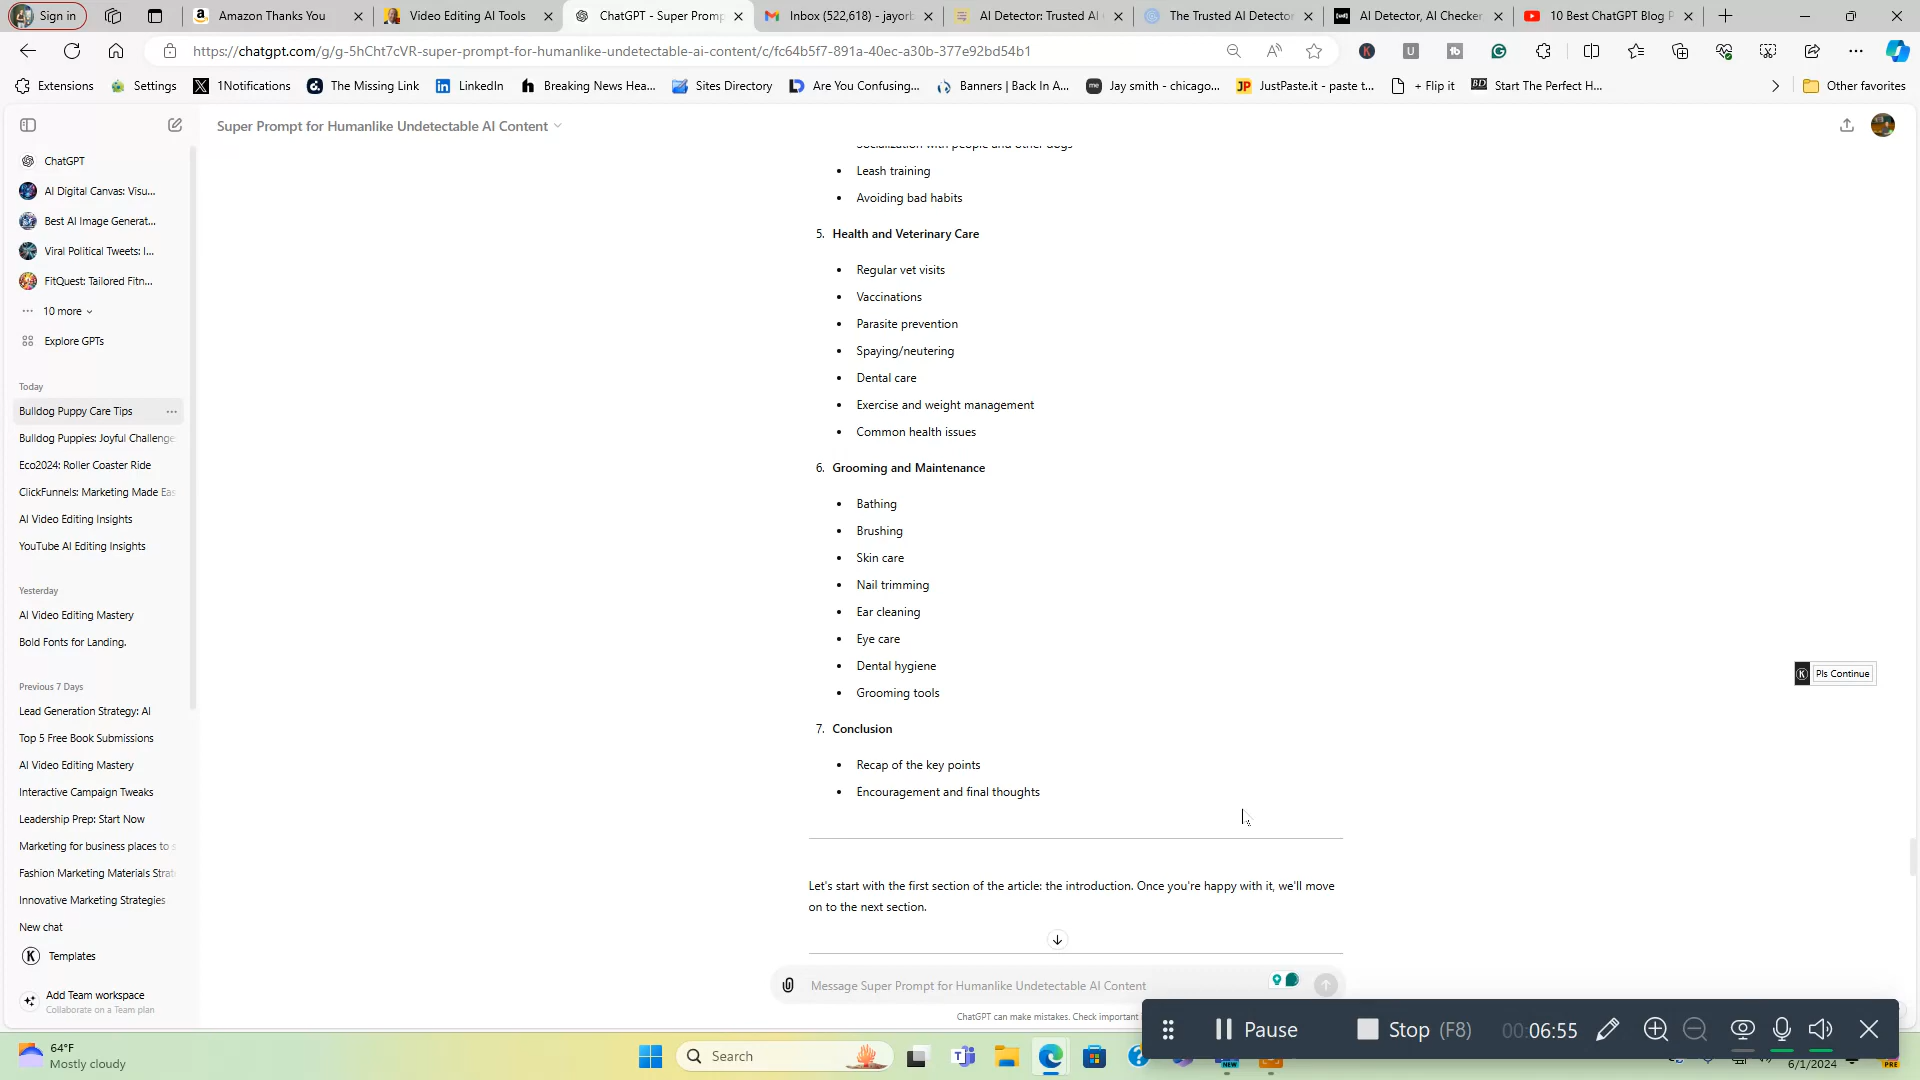 Sign in
Amazon Thanks You
Video Editing AI Tools
ChatGPT - Super Promp
Inbox (522,618) - jayorb
AI Detector: Trusted AI
The Trusted AI Detector
AI Detector, AI Checker
10 Best ChatGPT Blog P
https://chatgpt.com/g/g-5hCht7cVR-super-prompt-for-humanlike-undetectable-ai-content/c/fc64b5f7-891a-40ec-a30b-377e92bd54b1
Extensions
Settings
1Notifications
The Missing Link
LinkedIn
Breaking News Hea...
Sites Directory
Are You Confusing...
Banners | Back In A...
Jay smith - chicago...
JustPaste.it - paste t...
+ Flip it
Start The Perfect H...
Other favorites
Super Prompt for Humanlike Undetectable AI Content
ChatGPT
AI Digital Canvas: Visu...
Best AI Image Generat...
Viral Political Tweets: I...
FitQuest: Tailored Fitn...
10 more
Explore GPTs
Today
Bulldog Puppy Care Tips
Bulldog Puppies: Joyful Challenge
Eco2024: Roller Coaster Ride
ClickFunnels: Marketing Made Eas
AI Video Editing Insights
YouTube AI Editing Insights
Yesterday
AI Video Editing Mastery
Bold Fonts for Landing.
Previous 7 Days
Lead Generation Strategy: AI
Top 5 Free Book Submissions
AI Video Editing Mastery
Interactive Campaign Tweaks
Leadership Prep: Start Now
Marketing for business places to s
Fashion Marketing Materials Strat
Innovative Marketing Strategies
New chat
Templates
Add Team workspace
Collaborate on a Team plan
Socialization with people and other dogs
Leash training
Avoiding bad habits
5. Health and Veterinary Care
Regular vet visits
Vaccinations
Parasite prevention
Spaying/neutering
Dental care
Exercise and weight management
Common health issues
6. Grooming and Maintenance
Bathing
Brushing
Skin care
Nail trimming
Ear cleaning
Eye care
Dental hygiene
Grooming tools
7. Conclusion
Recap of the key points
Encouragement and final thoughts
Let's start with the first section of the article: the introduction. Once you're happy with it, we'll move
on to the next section.
Pls Continue
Message Super Prompt for Humanlike Undetectable AI Content
ChatGPT can make mistakes. Check important
Pause
Stop (F8)
00:06:55
64°F
Mostly cloudy
Search
NEW
6/1/2024
PRE